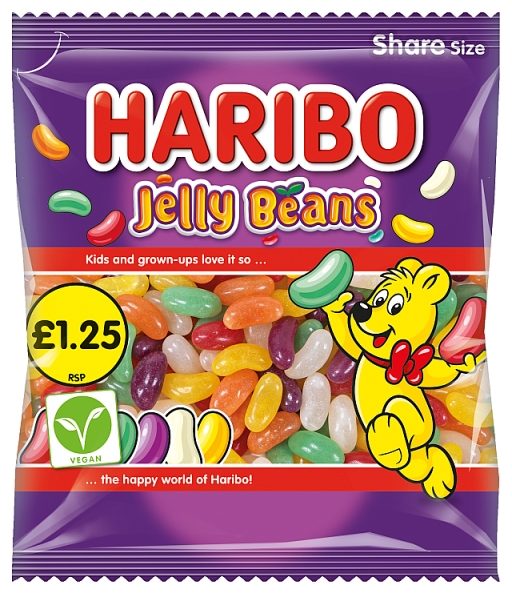 Share Size
HARIBO
Jelly Beans
Kids and grown-ups love it so ...
£1.25
RSP
VEGAN
... the happy world of Haribo!